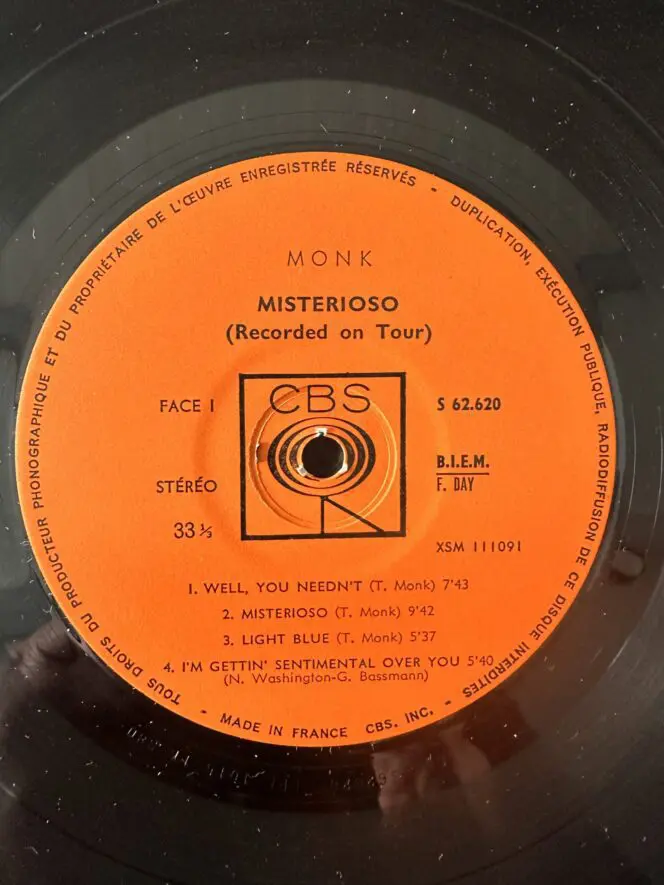 TOUS DROITS DU PRODUCTEUR PHONOGRAPHIQUE ET DU PROPRIÉTAIRE DE L'ŒUVRE ENREGISTRÉE RÉSERVÉS - DUPLICATION, EXÉCUTION PUBLIQUE, RADIODIFFUSION DE CE DISQUE INTERDITES
MONK
MISTERIOSO
(Recorded on Tour)
CBS
FACE 1
S 62.620
STÉRÉO
B.I.E.M.
F. DAY
33 ⅓
XSM 111091
1. WELL, YOU NEEDN'T (T. Monk) 7'43
2. MISTERIOSO (T. Monk) 9'42
3. LIGHT BLUE (T. Monk) 5'37
4. I'M GETTIN' SENTIMENTAL OVER YOU 5'40
(N. Washington-G. Bassmann)
- MADE IN FRANCE CBS. INC. -